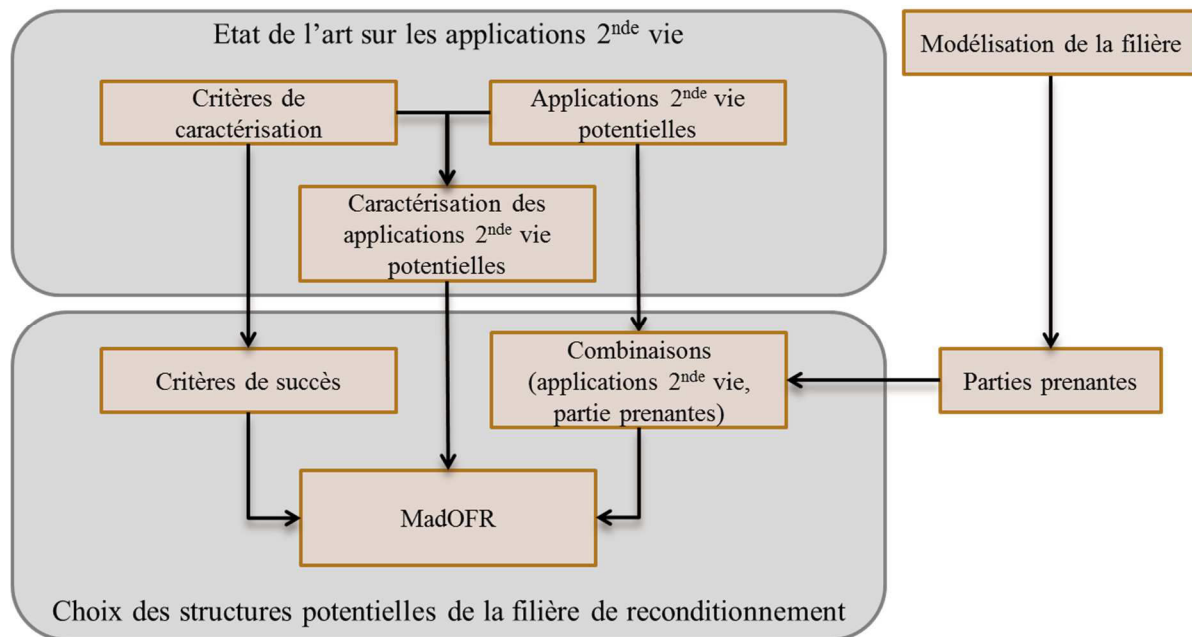 Etat de l’art sur les applications 2nde vie
Modélisation de la filière
Critères de
caractérisation
Applications 2nde vie
potentielles
Caractérisation des
applications 2nde vie
potentielles
Critères de succès
Combinaisons
(applications 2nde vie,
partie prenantes)
Parties prenantes
MadOFR
Choix des structures potentielles de la filière de reconditionnement